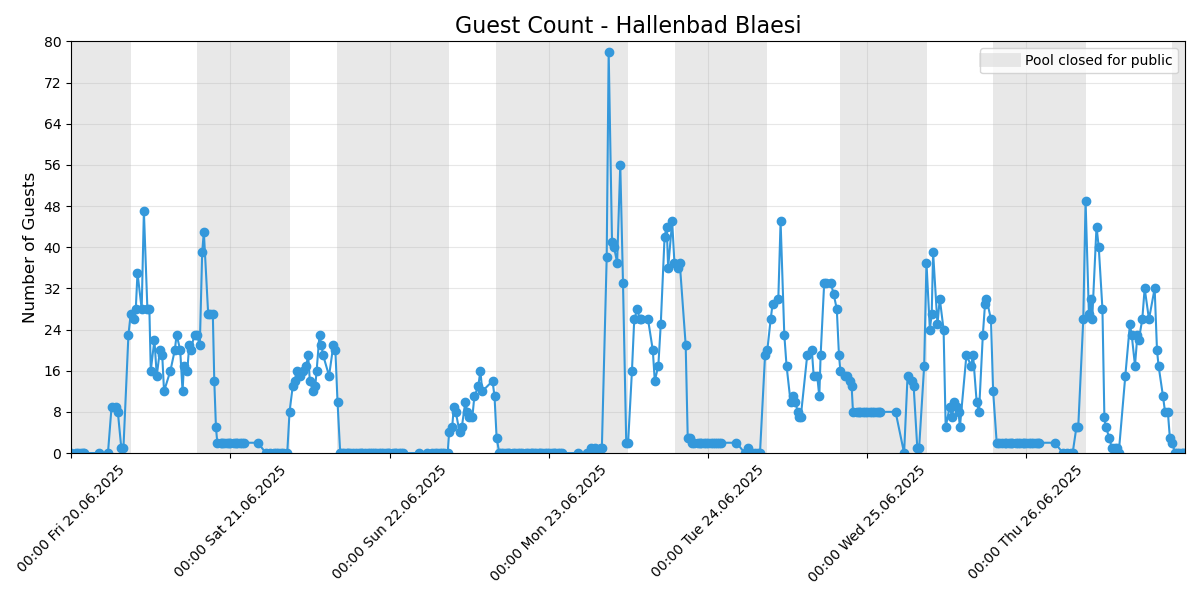 Guest Count - Hallenbad Blaesi
Pool closed for public
Number of Guests
80
72
64
56
48
40
32
24
16
8
0
00:00 Fri 20.06.2025
00:00 Sat 21.06.2025
00:00 Sun 22.06.2025
00:00 Mon 23.06.2025
00:00 Tue 24.06.2025
00:00 Wed 25.06.2025
00:00 Thu 26.06.2025